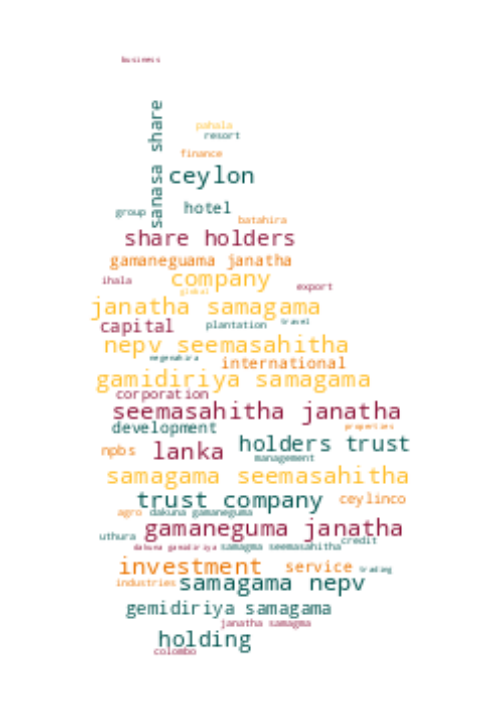 business
sanasa share
pahala
resort
finance
ceylon
group
hotel
batahira
share holders
gamaneguama janatha
ihala
company
export
global
janatha samagama
capital
plantation
travel
nepv seemasahitha
negenahira
international
gamidiriya samagama
corporation
seemasahitha janatha
development
properties
npbs
lanka
holders trust
management
samagama seemasahitha
trust company
ceylinco
agro
dakuna gamaneguma
gamaneguma janatha
uthura
credit
dakuna gamidiriya
samagma seemasahitha
investment
service
trading
industries
samagama nepv
gemidiriya samagama
janatha samagma
holding
colombo